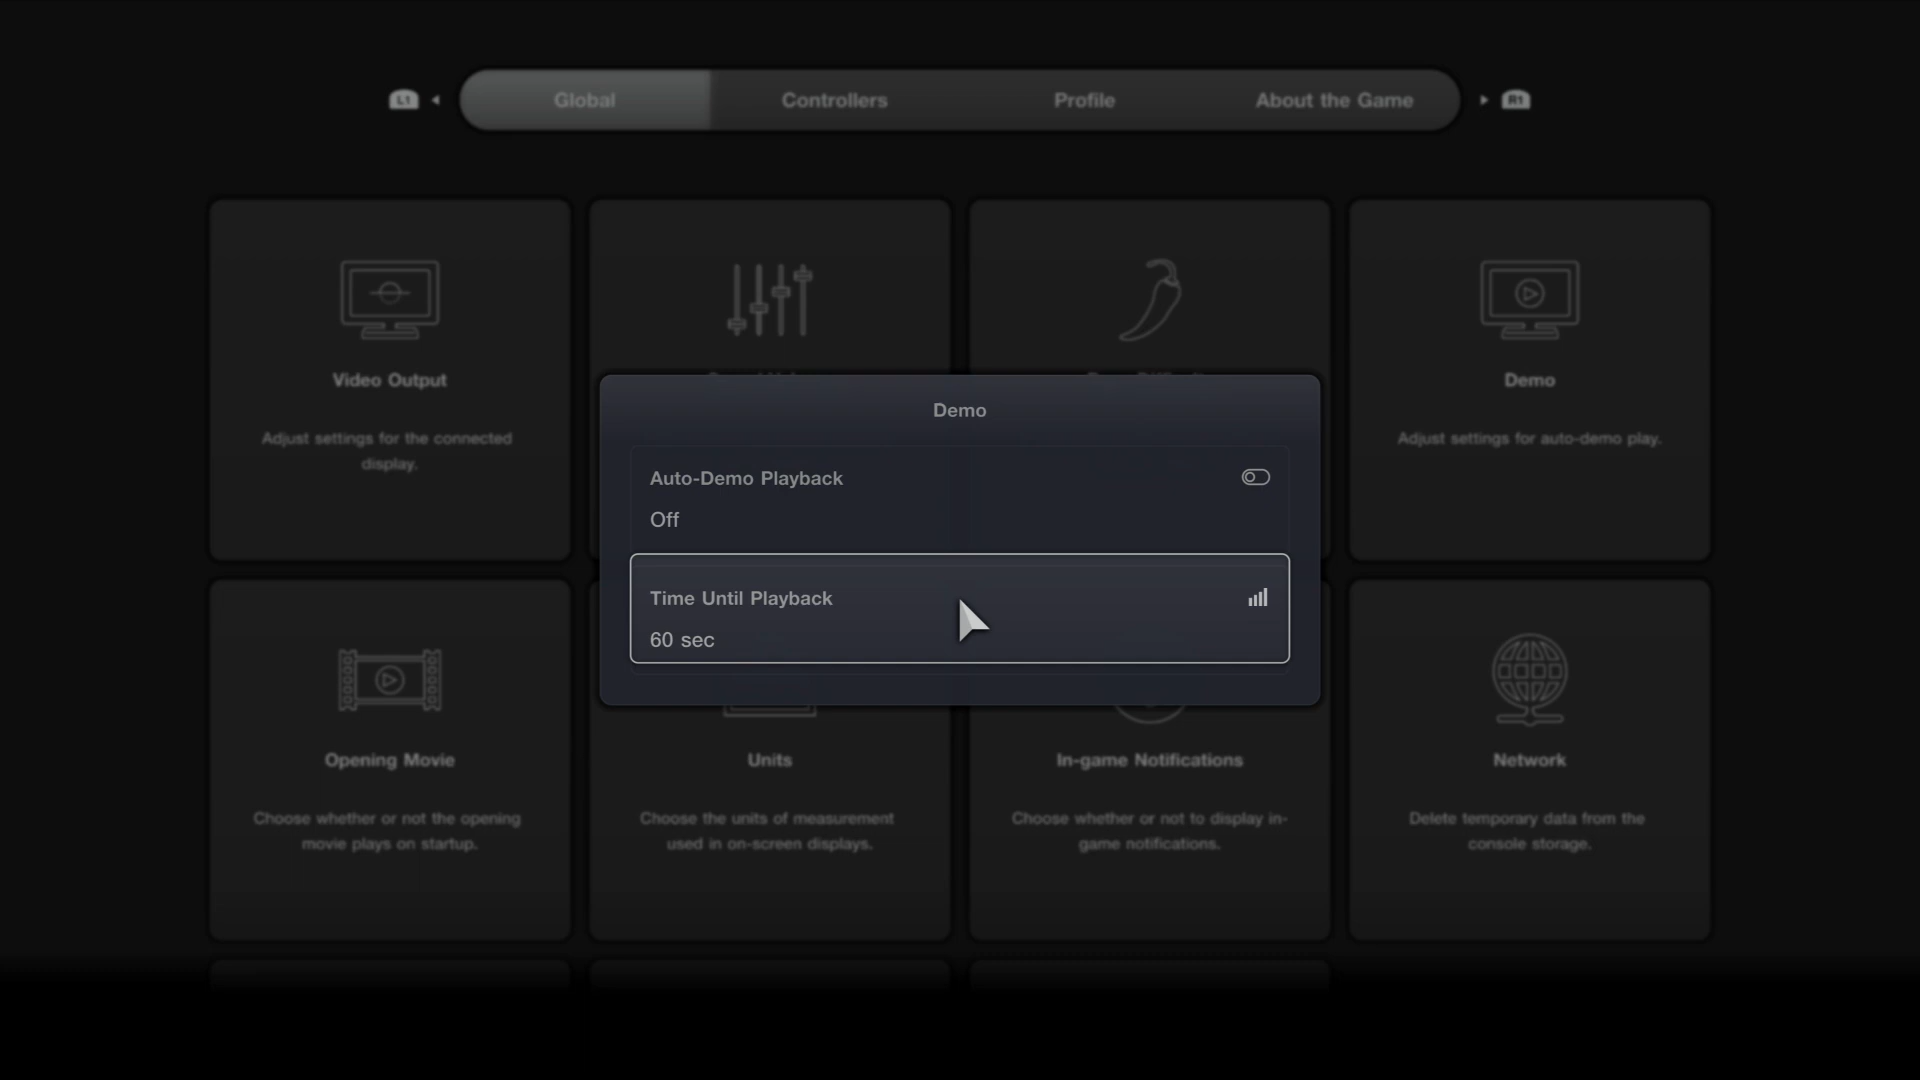 L1
Global
Controllers
Profile
About the Game
R1
Video Output
Adjust settings for the connected
display.
Demo
Adjust settings for auto-demo play.
Demo
Auto-Demo Playback
Off
Time Until Playback
60 sec
Opening Movie
Choose whether or not the opening
movie plays on startup.
Units
Choose the units of measurement
used in on-screen displays.
In-game Notifications
Choose whether or not to display in-
game notifications.
Network
Delete temporary data from the
console storage.